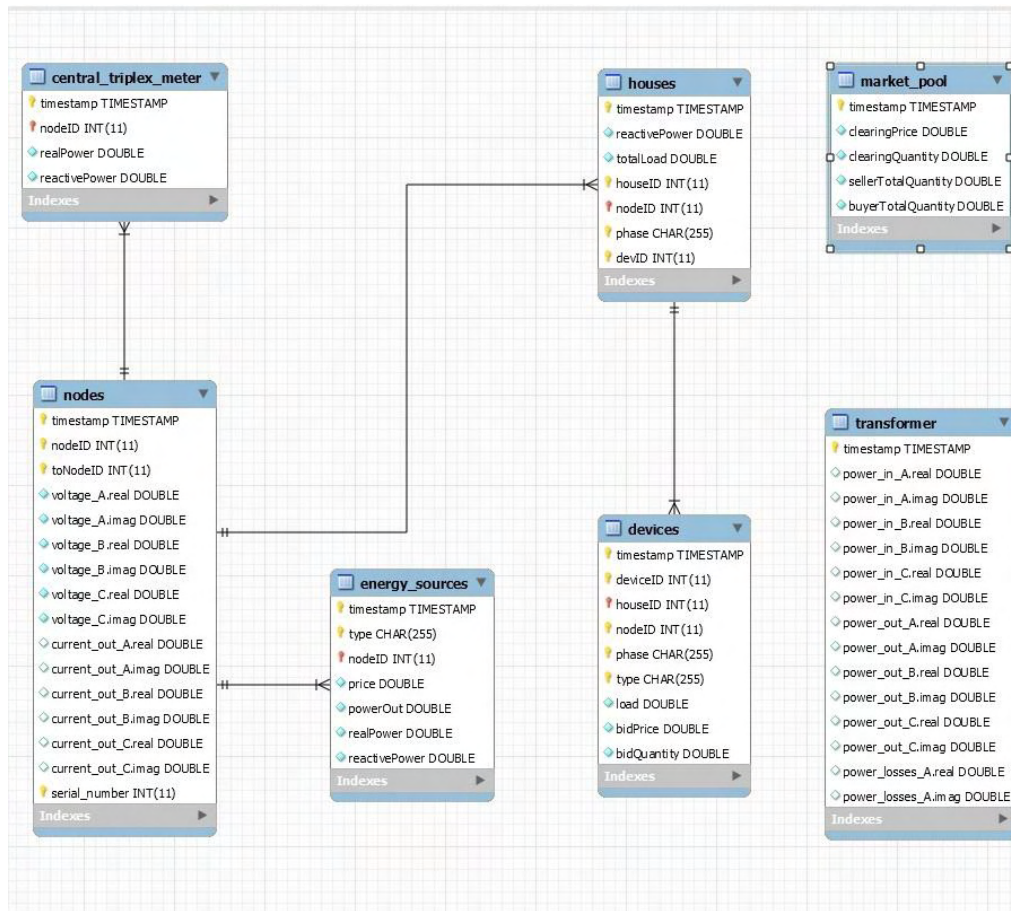 central_triplex_meter
timestamp TIMESTAMP
nodeID INT(11)
realPower DOUBLE
reactivePower DOUBLE
Indexes
houses
timestamp TIMESTAMP
reactivePower DOUBLE
totalLoad DOUBLE
houseID INT(11)
nodeID INT(11)
phase CHAR(255)
devID INT(11)
Indexes
market_pool
timestamp TIMESTAMP
clearingPrice DOUBLE
clearingQuantity DOUBLE
sellerTotalQuantity DOUBLE
buyerTotalQuantity DOUBLE
Indexes
nodes
timestamp TIMESTAMP
nodeID INT(11)
toNodeID INT(11)
voltage_A.real DOUBLE
voltage_A.imag DOUBLE
voltage_B.real DOUBLE
voltage_B.imag DOUBLE
voltage_C.real DOUBLE
voltage_C.imag DOUBLE
current_out_A.real DOUBLE
current_out_A.imag DOUBLE
current_out_B.real DOUBLE
current_out_B.imag DOUBLE
current_out_C.real DOUBLE
current_out_C.imag DOUBLE
serial_number INT(11)
Indexes
energy_sources
timestamp TIMESTAMP
type CHAR(255)
nodeID INT(11)
price DOUBLE
powerOut DOUBLE
realPower DOUBLE
reactivePower DOUBLE
Indexes
devices
timestamp TIMESTAMP
deviceID INT(11)
houseID INT(11)
nodeID INT(11)
phase CHAR(255)
type CHAR(255)
load DOUBLE
bidPrice DOUBLE
bidQuantity DOUBLE
Indexes
transformer
timestamp TIMESTAMP
power_in_A.real DOUBLE
power_in_A.imag DOUBLE
power_in_B.real DOUBLE
power_in_B.imag DOUBLE
power_in_C.real DOUBLE
power_in_C.imag DOUBLE
power_out_A.real DOUBLE
power_out_A.imag DOUBLE
power_out_B.real DOUBLE
power_out_B.imag DOUBLE
power_out_C.real DOUBLE
power_out_C.imag DOUBLE
power_losses_A.real DOUBLE
power_losses_A.imag DOUBLE
Indexes